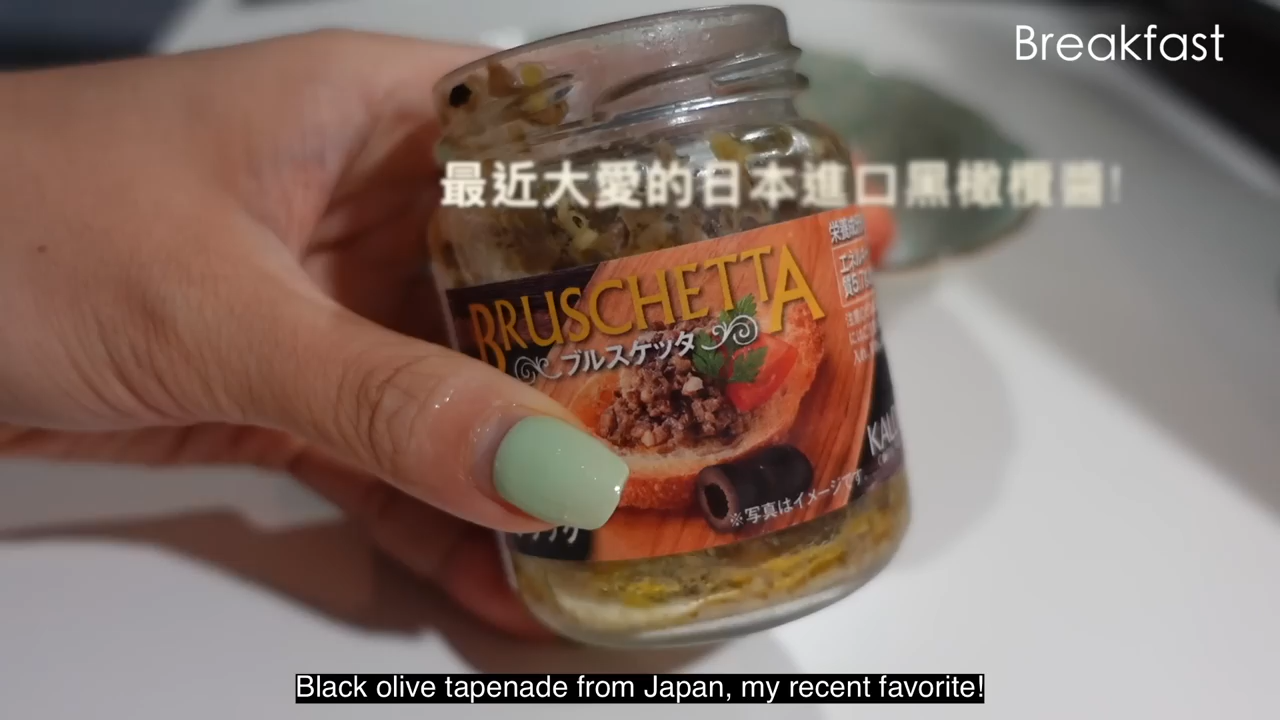 Breakfast
最近大愛的日本進口黑橄欖醬!
BRUSCHETTA
ブルスケッタ
※写真はイメージです。
Black olive tapenade from Japan, my recent favorite!